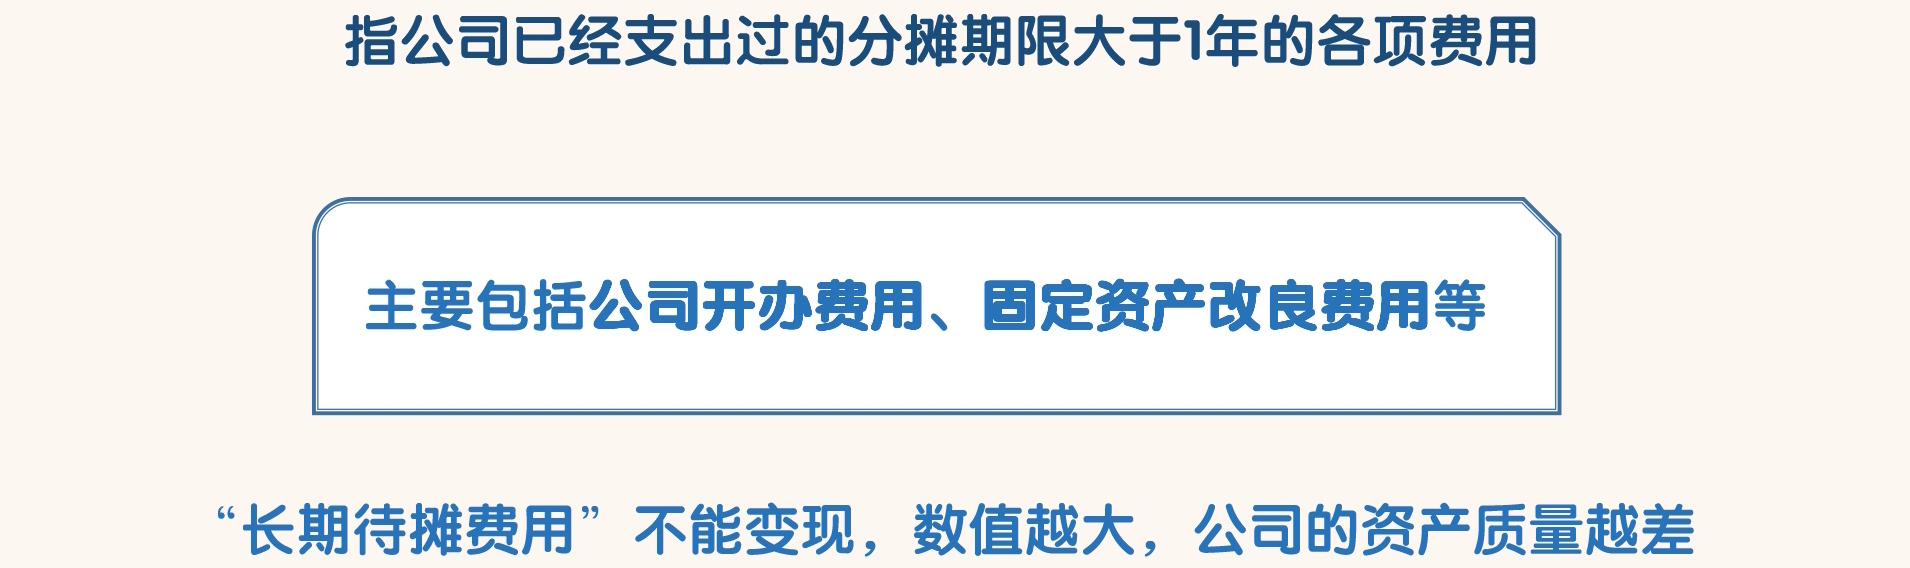 指公司已经支出过的分摊期限大于1年的各项费用
主要包括公司开办费用、固定资产改良费用等
“长期待摊费用”不能变现，数值越大，公司的资产质量越差